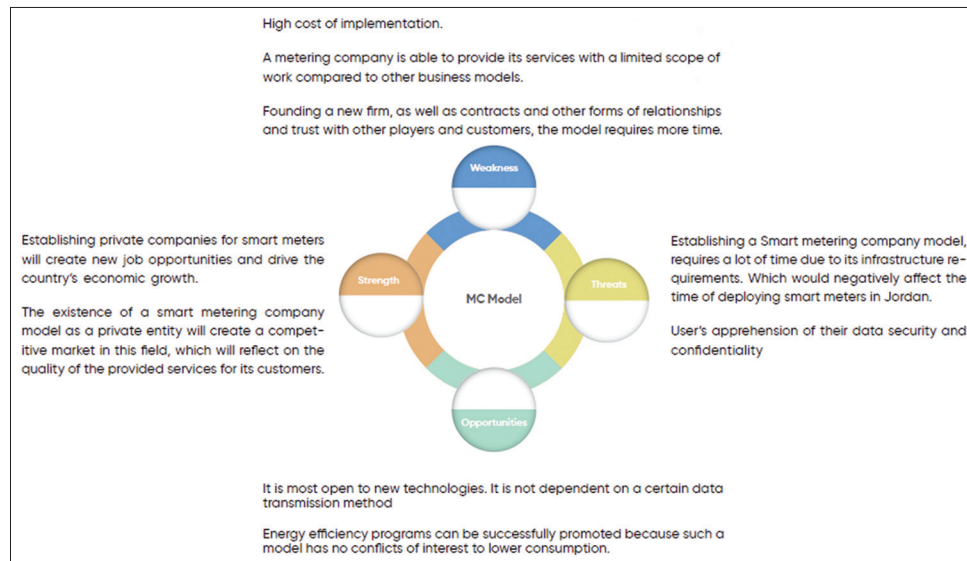 High cost of implementation.
A metering company is able to provide its services with a limited scope of
work compared to other business models.
Founding a new firm, as well as contracts and other forms of relationships
and trust with other players and customers, the model requires more time.
Weakness
Establishing private companies for smart meters
will create new job opportunities and drive the
country's economic growth.
The existence of a smart metering company
model as a private entity will create a compet-
itive market in this field, which will reflect on the
quality of the provided services for its customers.
Strength
MC Model
Threats
Establishing a Smart metering company model,
requires a lot of time due to its infrastructure re-
quirements. Which would negatively affect the
time of deploying smart meters in Jordan.
User's apprehension of their data security and
confidentiality
Opportunities
It is most open to new technologies. It is not dependent on a certain data
transmission method
Energy efficiency programs can be successfully promoted because such a
model has no conflicts of interest to lower consumption.